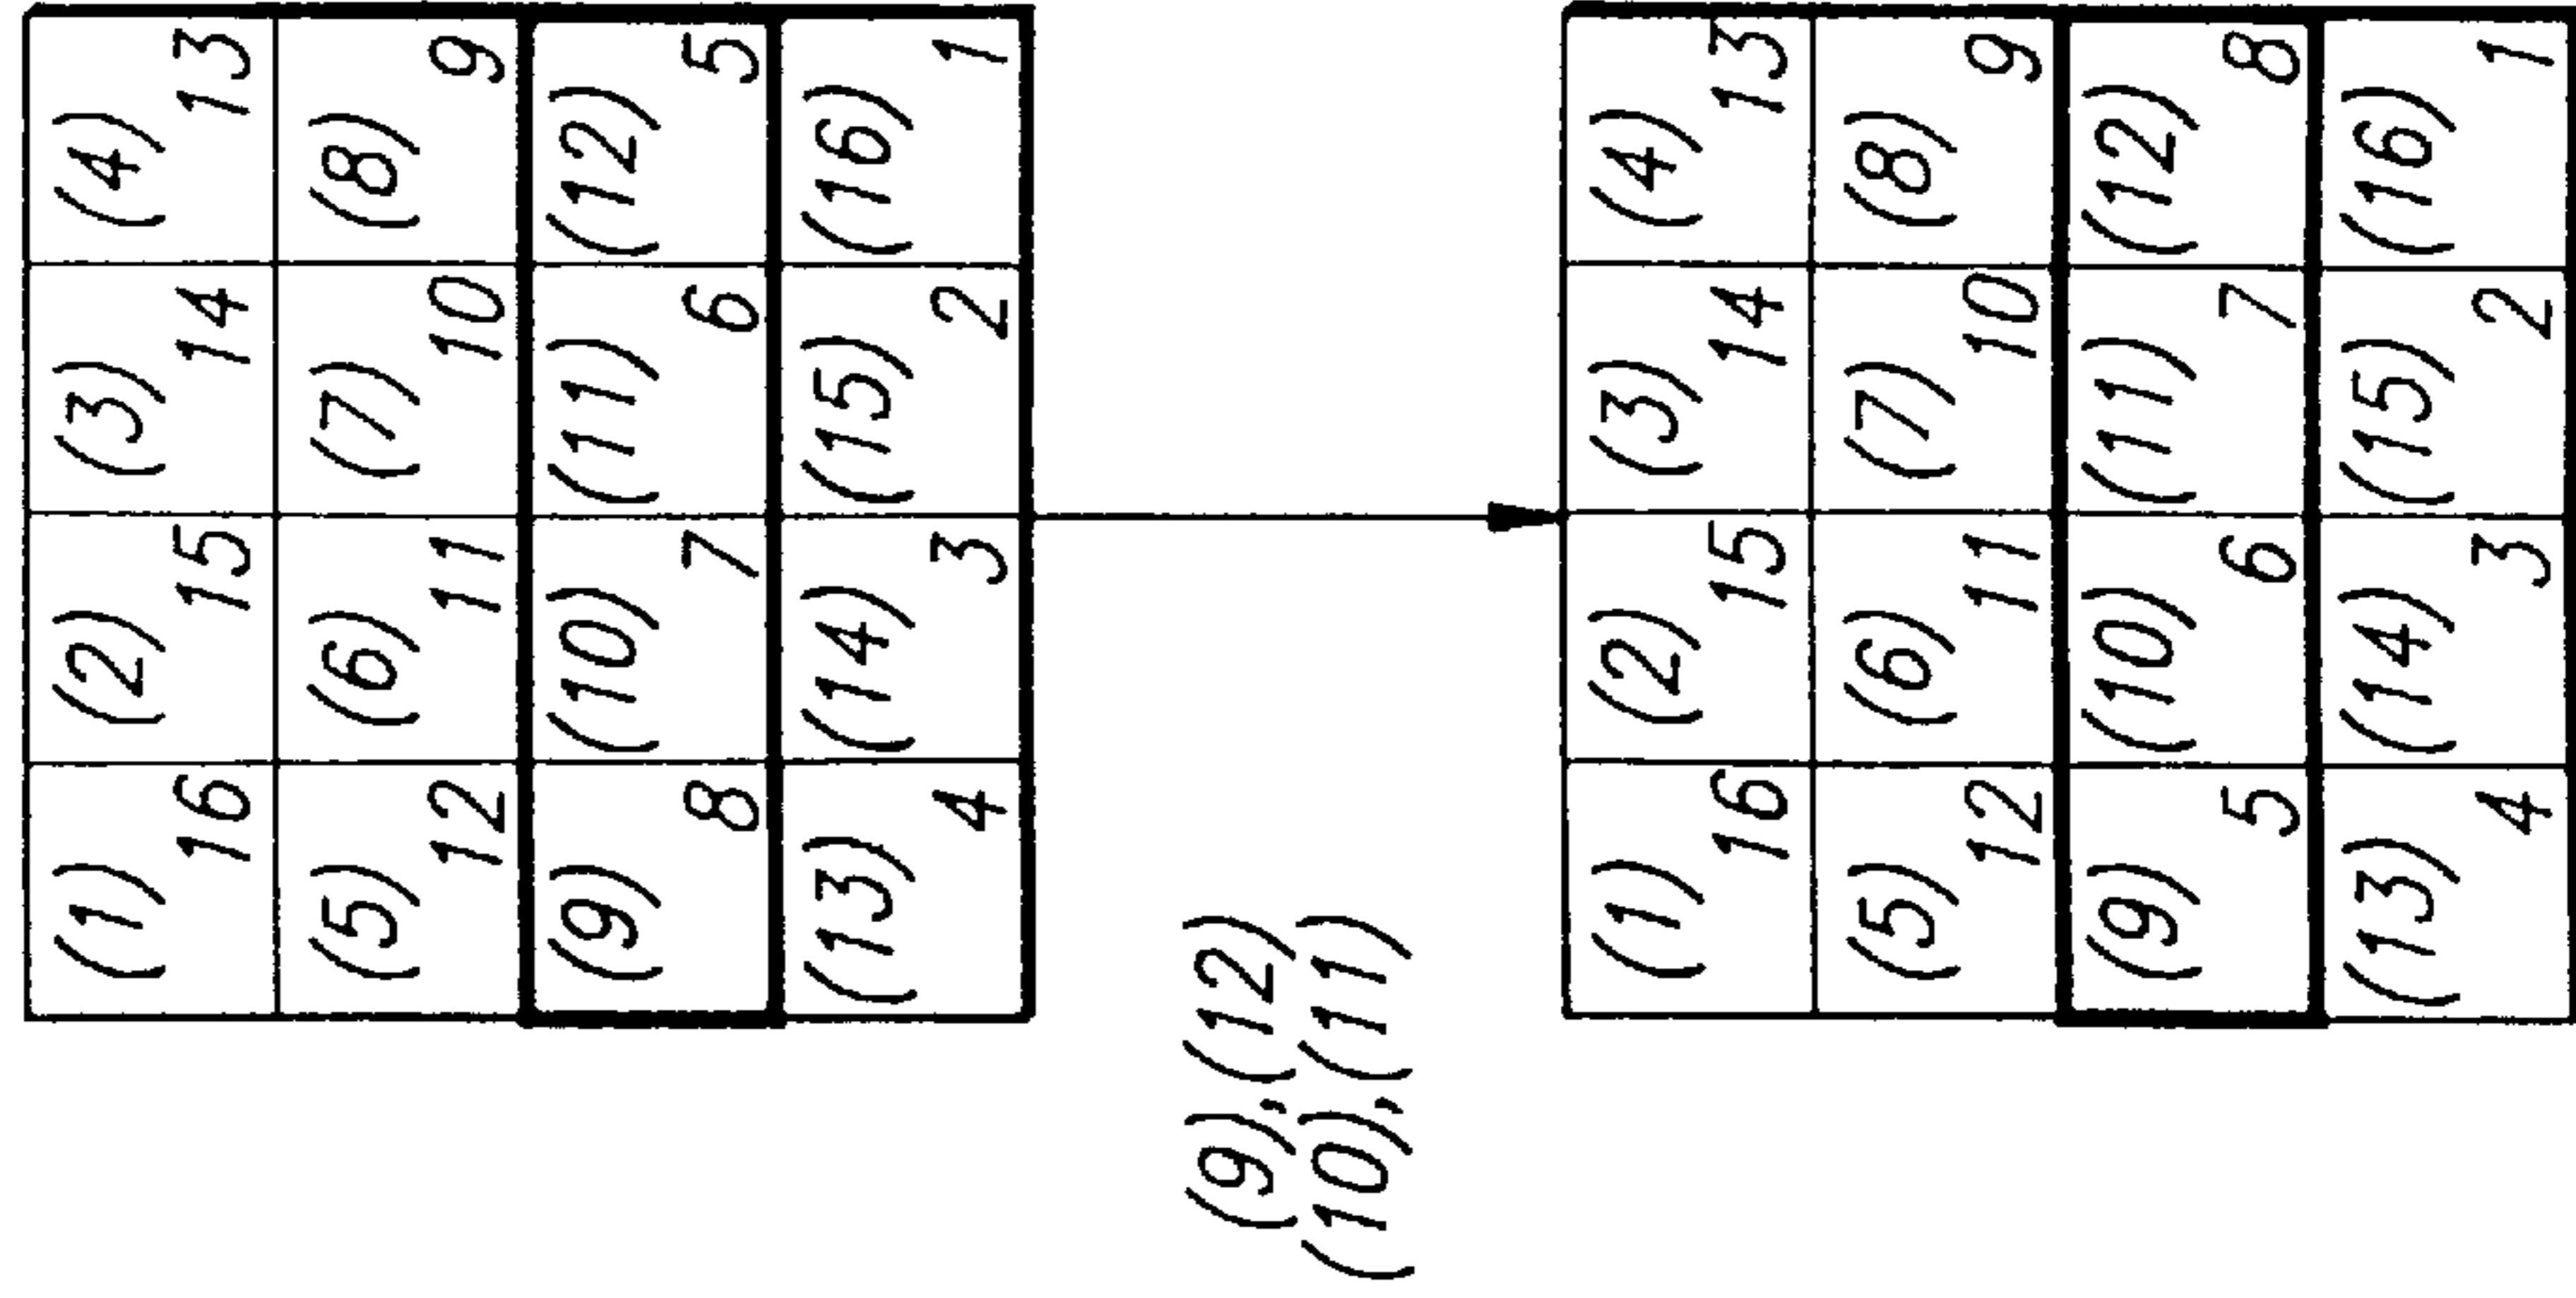 (1) (2) (3) (4)
16 15 14 13
(5) (6) (7) (8)
12 11 10 9
(9) (10) (11) (12)
8 7 6 5
(13) (14) (15) (16)
4 3 2 1
(9),(12)
(10),(11)
(1) (2) (3) (4)
16 15 14 13
(5) (6) (7) (8)
12 11 10 9
(9) (10) (11) (12)
5 6 7 8
(13) (14) (15) (16)
4 3 2 1